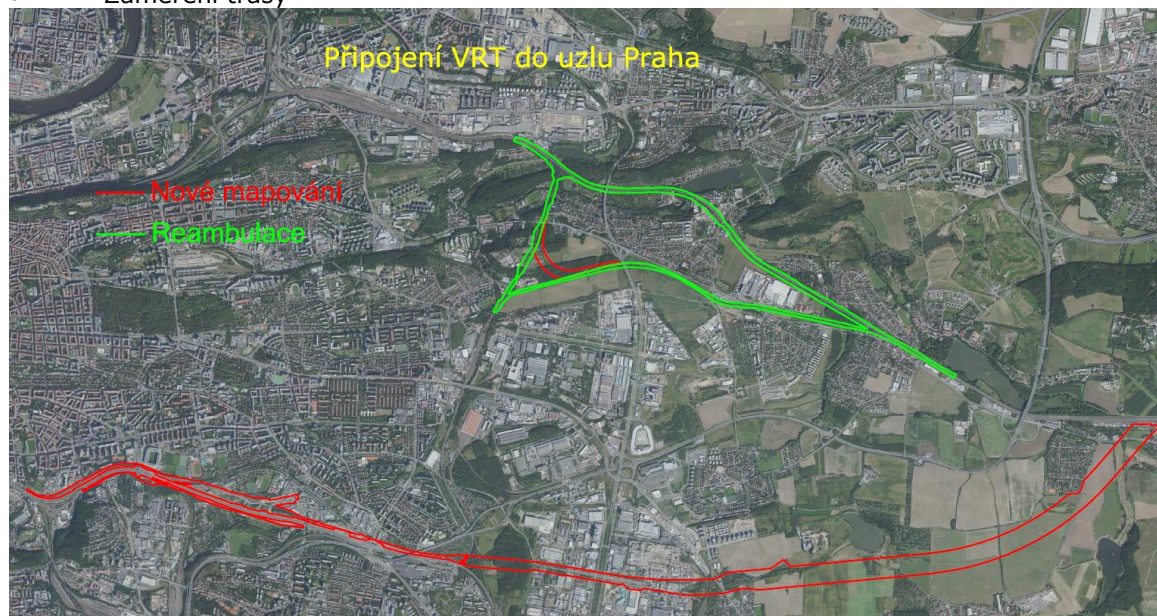 Zaměření trasy
Připojení VRT do uzlu Praha
Nové mapování
Reambulace